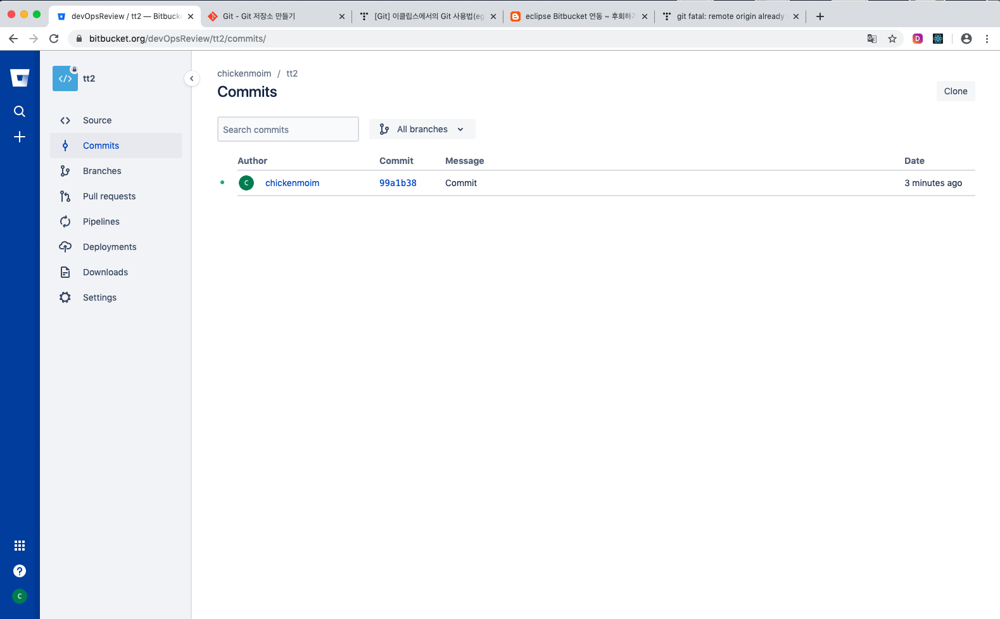 devOpsReview / tt2 — Bitbucke
Git - Git 저장소 만들기
[Git] 이클립스에서의 Git 사용법(eg
eclipse Bitbucket 연동 ~ 후회하기
git fatal: remote origin already
bitbucket.org/devOpsReview/tt2/commits/
tt2
Source
Commits
Branches
Pull requests
Pipelines
Deployments
Downloads
Settings
C
chickenmoim / tt2
Commits
Clone
Search commits
All branches
Author Commit Message Date
C chickenmoim 99a1b38 Commit 3 minutes ago